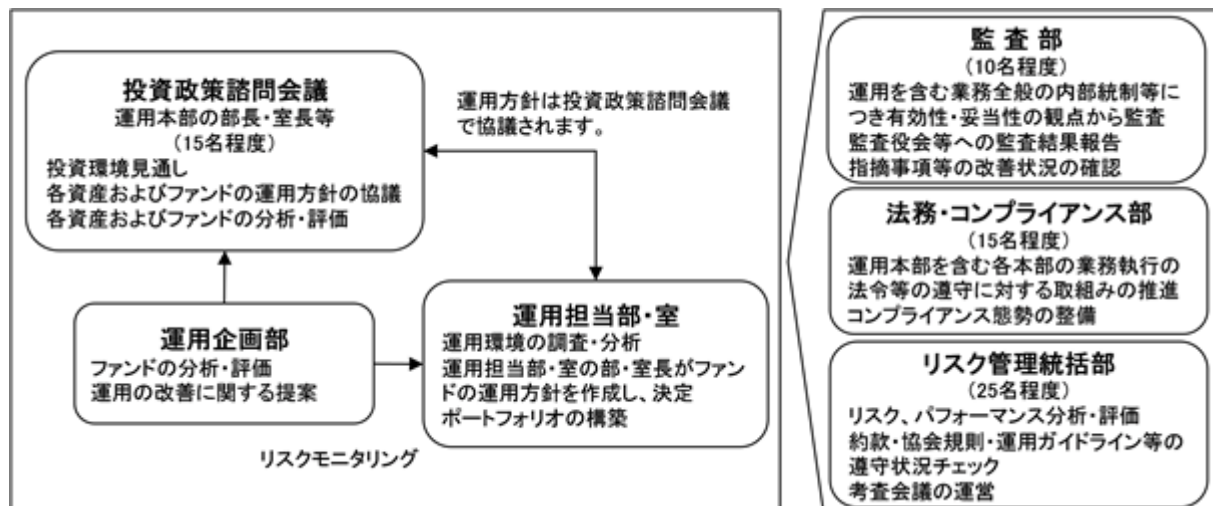 投資政策諮問会議
運用本部の部長・室長等
(15名程度)
投資環境見通し
各資産およびファンドの運用方針の協議
各資産およびファンドの分析・評価
運用方針は投資政策諮問会議
で協議されます。
運用企画部
ファンドの分析・評価
運用の改善に関する提案
運用担当部・室
運用環境の調査・分析
運用担当部・室の部・室長がファン
ドの運用方針を作成し、決定
ポートフォリオの構築
リスクモニタリング
監 査 部
(10名程度)
運用を含む業務全般の内部統制等に
つき有効性・妥当性の観点から監査
監査役会等への監査結果報告
指摘事項等の改善状況の確認
法務・コンプライアンス部
(15名程度)
運用本部を含む各本部の業務執行の
法令等の遵守に対する取組みの推進
コンプライアンス態勢の整備
リスク管理統括部
(25名程度)
リスク、パフォーマンス分析・評価
約款・協会規則・運用ガイドライン等の
遵守状況チェック
考査会議の運営